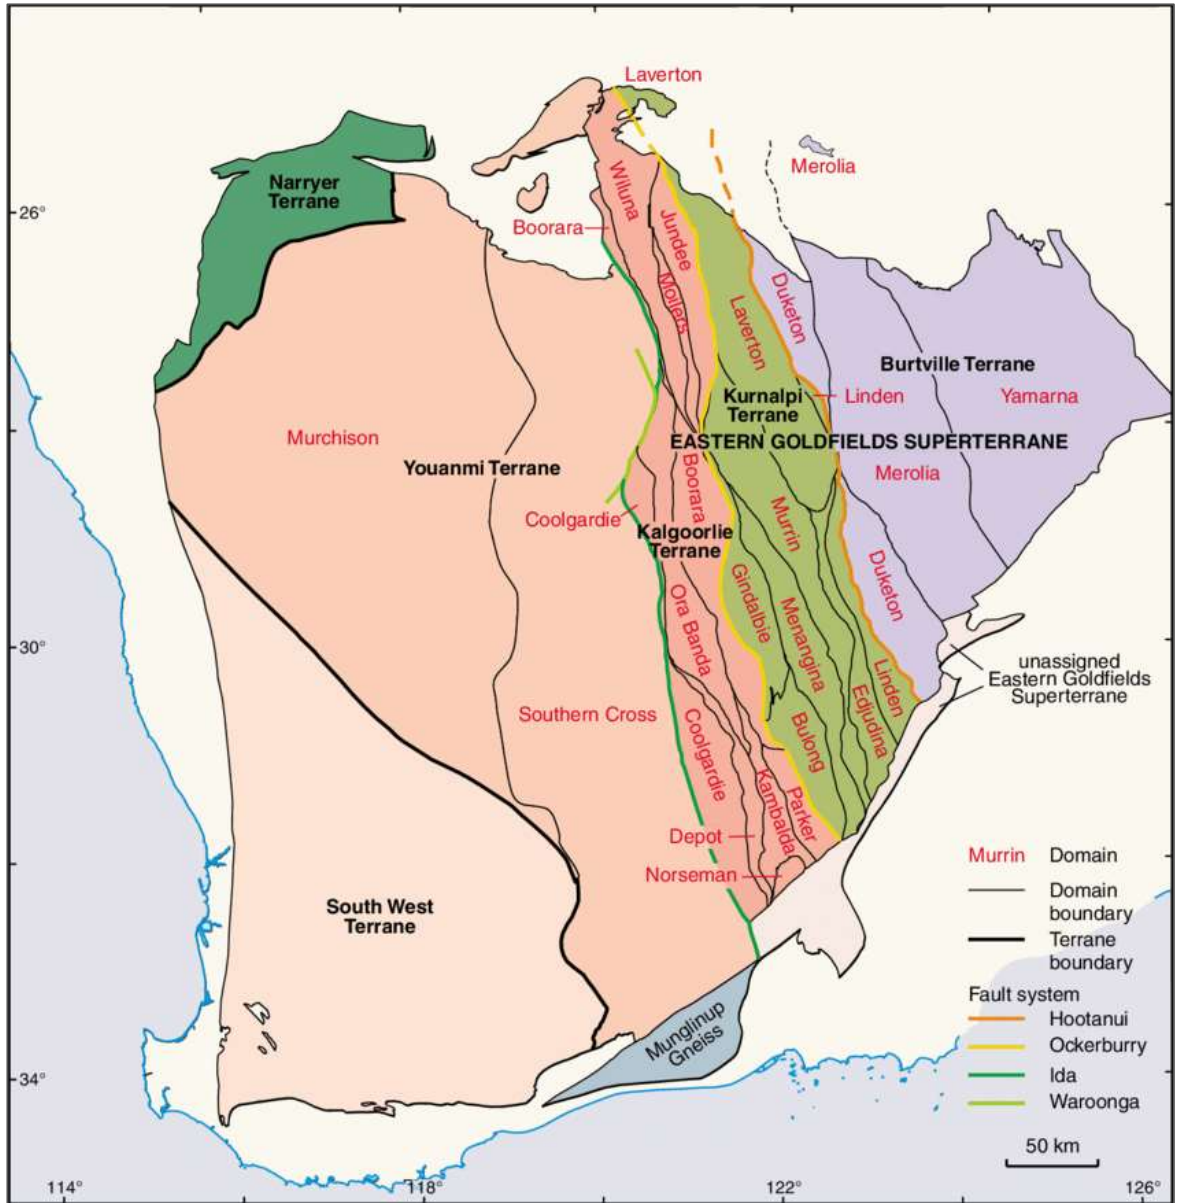 Laverton
Merolia
Narryer
Terrane
Wiluna
Boorara
Jundee
Moilers
Duketon
Laverton
Burtville Terrane
Kurnalpi
Terrane
Linden
Yamarna
Murchison
EASTERN GOLDFIELDS SUPERTERRANE
Youanmi Terrane
Merolia
Boorara
Coolgardie
Murrin
Kalgoorlie
Terrane
Gindalbie
Duketon
Ora Banda
Menangina
unassigned
Eastern Goldfields
Superterrane
Linden
Edjudina
Southern Cross
Coolgardie
Bulong
Kambalda
Parker
Depot
Norseman
South West
Terrane
Munglinup
Gneiss
Murrin Domain
Domain
boundary
Terrane
boundary
Fault system
Hootanui
Ockerburry
Ida
Waroonga
50 km
26°
30°
34°
114°
118°
122°
126°